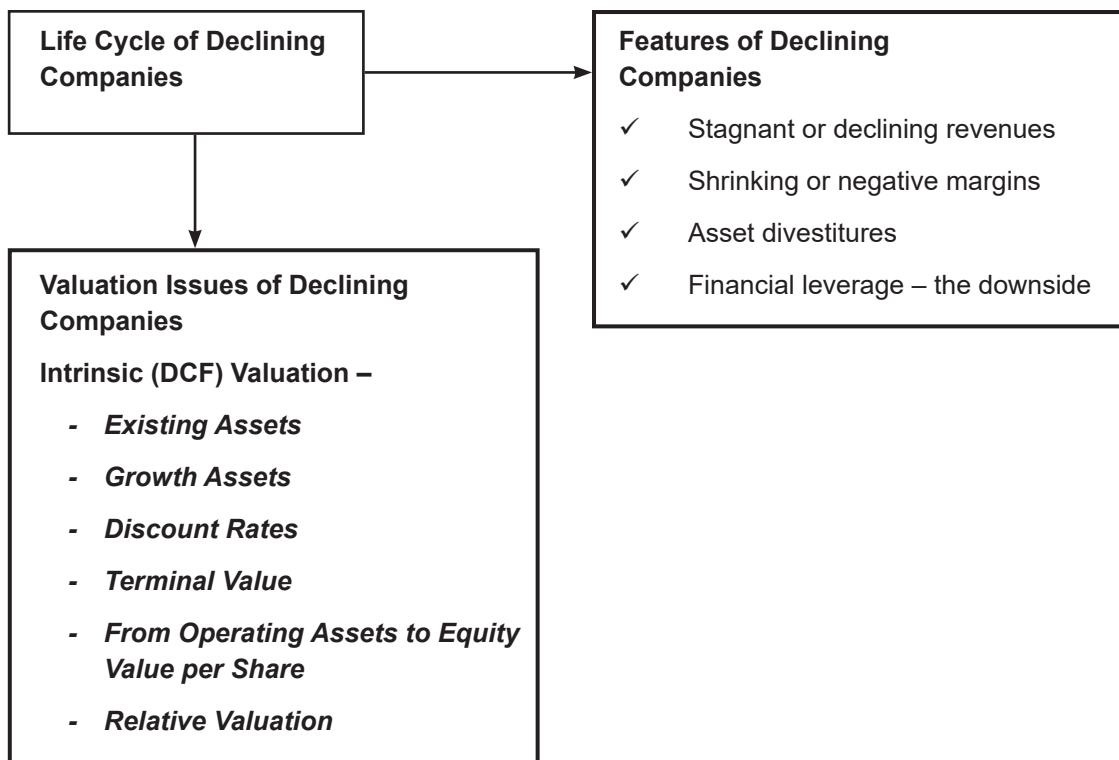 Life Cycle of Declining
Companies
Features of Declining
Companies
✓ Stagnant or declining revenues
✓ Shrinking or negative margins
✓ Asset divestitures
✓ Financial leverage – the downside
Valuation Issues of Declining
Companies
Intrinsic (DCF) Valuation –
- Existing Assets
- Growth Assets
- Discount Rates
- Terminal Value
- From Operating Assets to Equity
Value per Share
- Relative Valuation